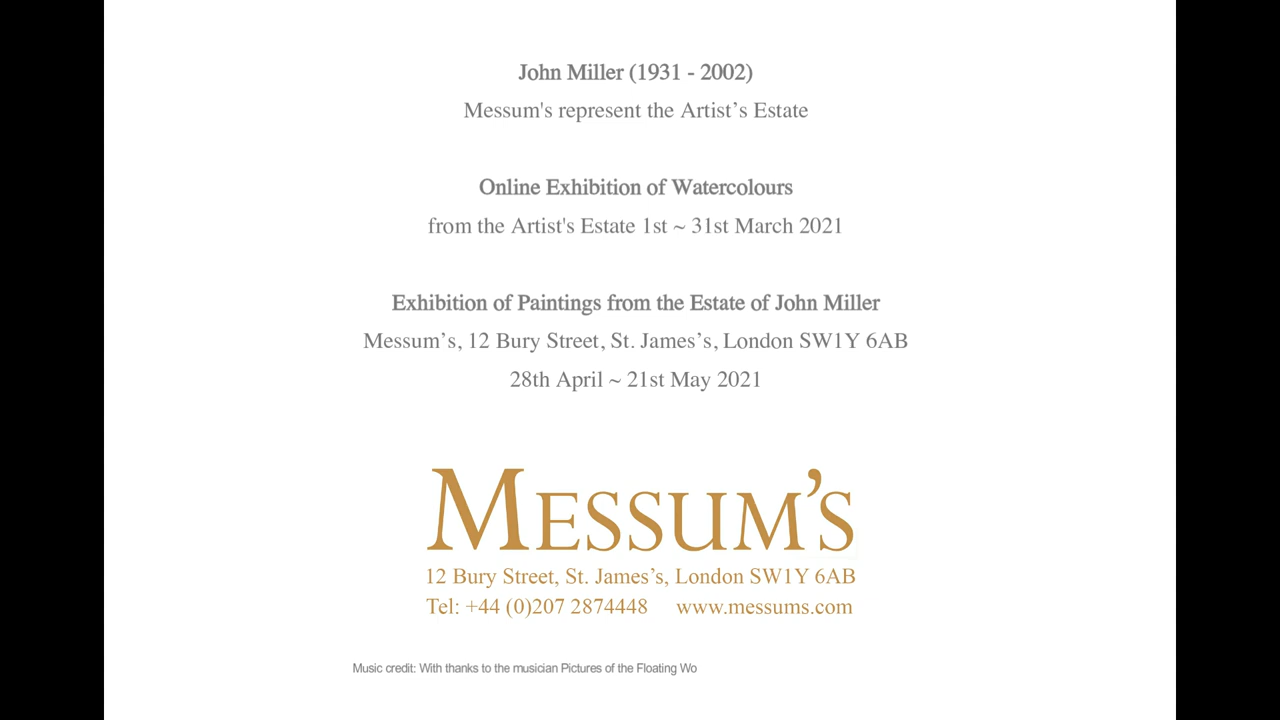 John Miller (1931 - 2002)
Messum's represent the Artist’s Estate
Online Exhibition of Watercolours
from the Artist's Estate 1st ~ 31st March 2021
Exhibition of Paintings from the Estate of John Miller
Messum’s, 12 Bury Street, St. James’s, London SW1Y 6AB
28th April ~ 21st May 2021
MESSUM’S
12 Bury Street, St. James’s, London SW1Y 6AB
Tel: +44 (0)207 2874448 www.messums.com
Music credit: With thanks to the musician Pictures of the Floating Wo